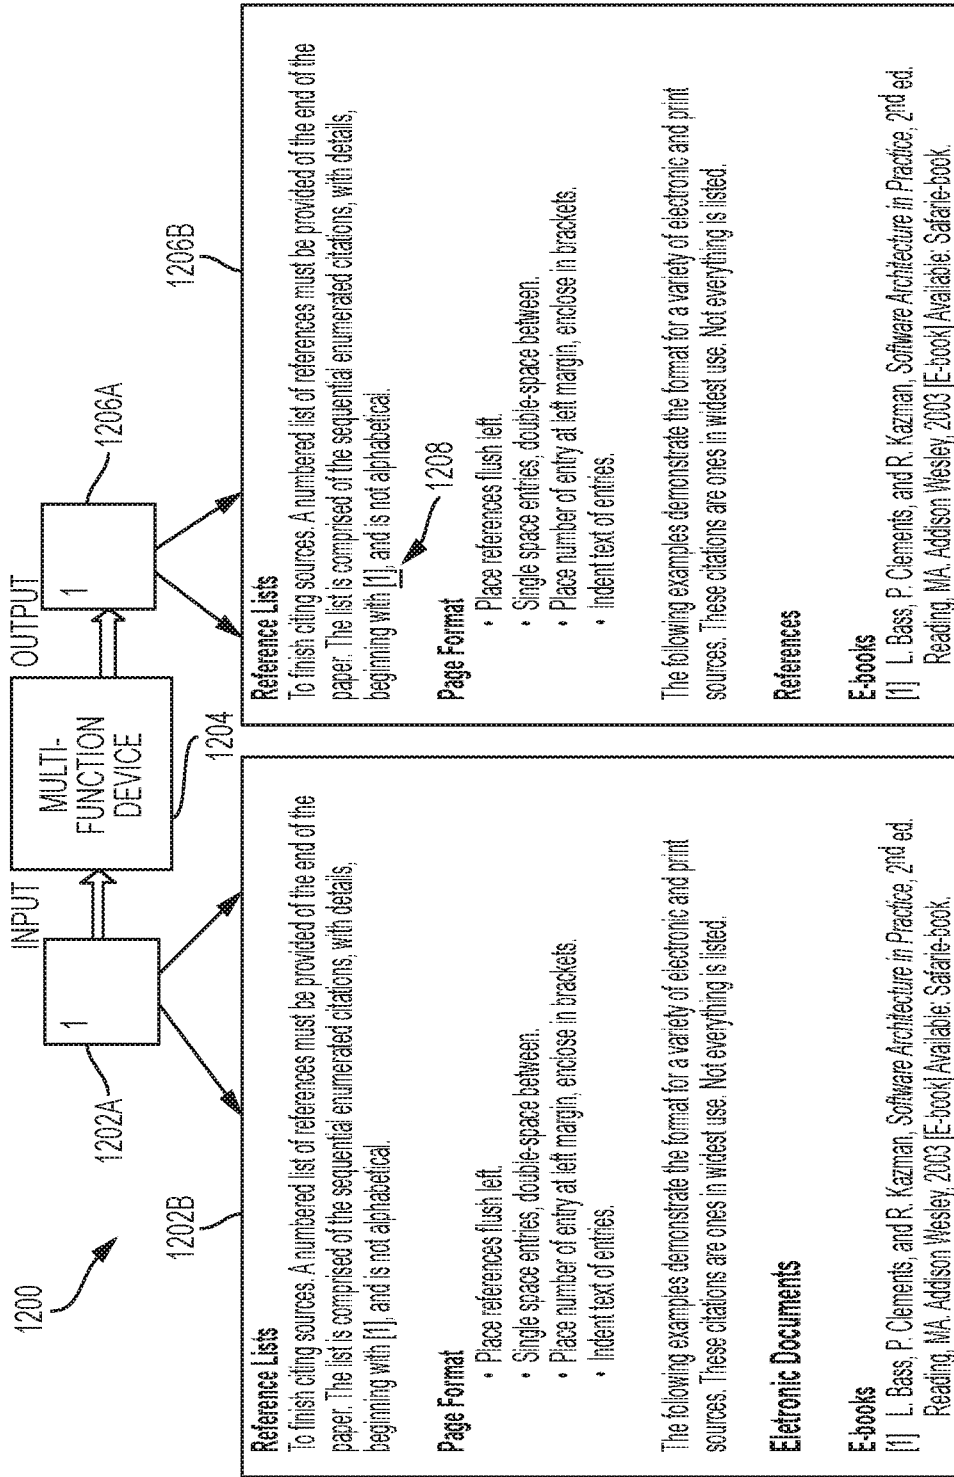 1200
INPUT
OUTPUT
1202A
1
MULTI-
FUNCTION
DEVICE
1204
1
1206A
1202B
Reference Lists
To finish citing sources. A numbered list of references must be provided of the end of the
paper. The list is comprised of the sequential enumerated citations, with details,
beginning with [1], and is not alphabetical.
Page Format
• Place references flush left.
• Single space entries, double-space between.
• Place number of entry at left margin, enclose in brackets.
• Indent text of entries.
The following examples demonstrate the format for a variety of electronic and print
sources. These citations are ones in widest use. Not everything is listed.
Eletronic Documents
E-books
[1] L. Bass, P. Clements, and R. Kazman, Software Architecture in Practice, 2nd ed.
Reading, MA. Addison Wesley, 2003 [E-book] Available: Safarie-book.
1206B
Reference Lists
To finish citing sources. A numbered list of references must be provided of the end of the
paper. The list is comprised of the sequential enumerated citations, with details,
beginning with [1], and is not alphabetical.
1208
Page Format
• Place references flush left.
• Single space entries, double-space between.
• Place number of entry at left margin, enclose in brackets.
• Indent text of entries.
The following examples demonstrate the format for a variety of electronic and print
sources. These citations are ones in widest use. Not everything is listed.
References
E-books
[1] L. Bass, P. Clements, and R. Kazman, Software Architecture in Practice, 2nd ed.
Reading, MA. Addison Wesley, 2003 [E-book] Available: Safarie-book.